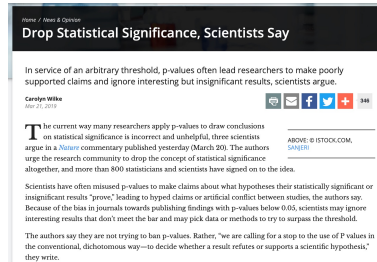 Home / News & Opinion
Drop Statistical Significance, Scientists Say
In service of an arbitrary threshold, p-values often lead researchers to make poorly
supported claims and ignore interesting but insignificant results, scientists argue.
Carolyn Wilke
Mar 21, 2019
346
The current way many researchers apply p-values to draw conclusions
on statistical significance is incorrect and unhelpful, three scientists
argue in a Nature commentary published yesterday (March 20). The authors
urge the research community to drop the concept of statistical significance
altogether, and more than 800 statisticians and scientists have signed on to the idea.
ABOVE: © ISTOCK.COM,
SANJERI
Scientists have often misused p-values to make claims about what hypotheses their statistically significant or
insignificant results "prove," leading to hyped claims or artificial conflict between studies, the authors say.
Because of the bias in journals towards publishing findings with p-values below 0.05, scientists may ignore
interesting results that don't meet the bar and may pick data or methods to try to surpass the threshold.
The authors say they are not trying to ban p-values. Rather, "we are calling for a stop to the use of P values in
the conventional, dichotomous way—to decide whether a result refutes or supports a scientific hypothesis,"
they write.